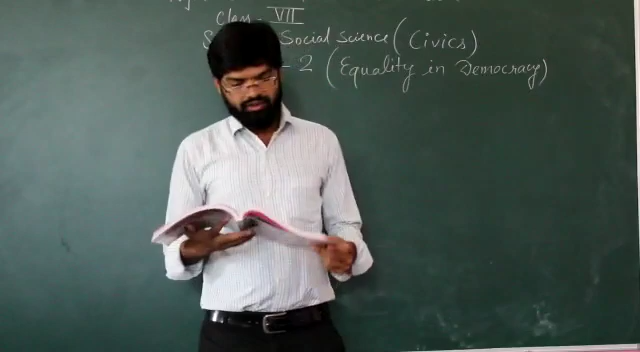 Class - VII
Social Science (Civics)
- 2 (Equality in Democracy)